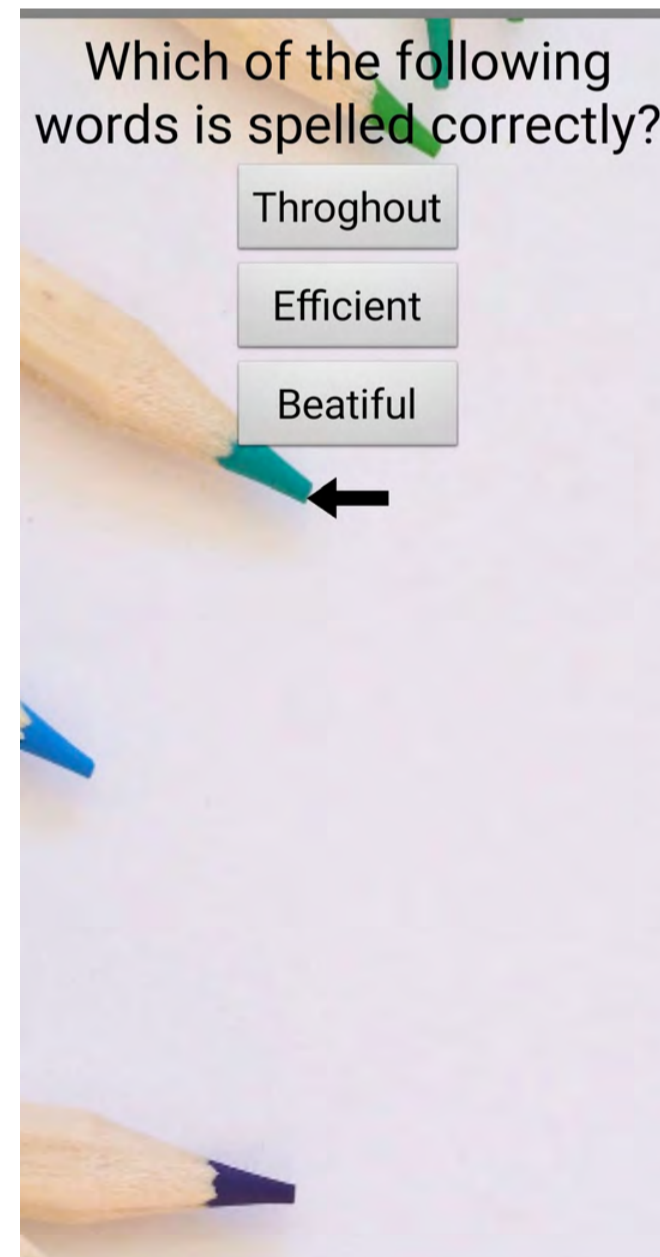 Which of the following
words is spelled correctly?
Throghout
Efficient
Beatiful